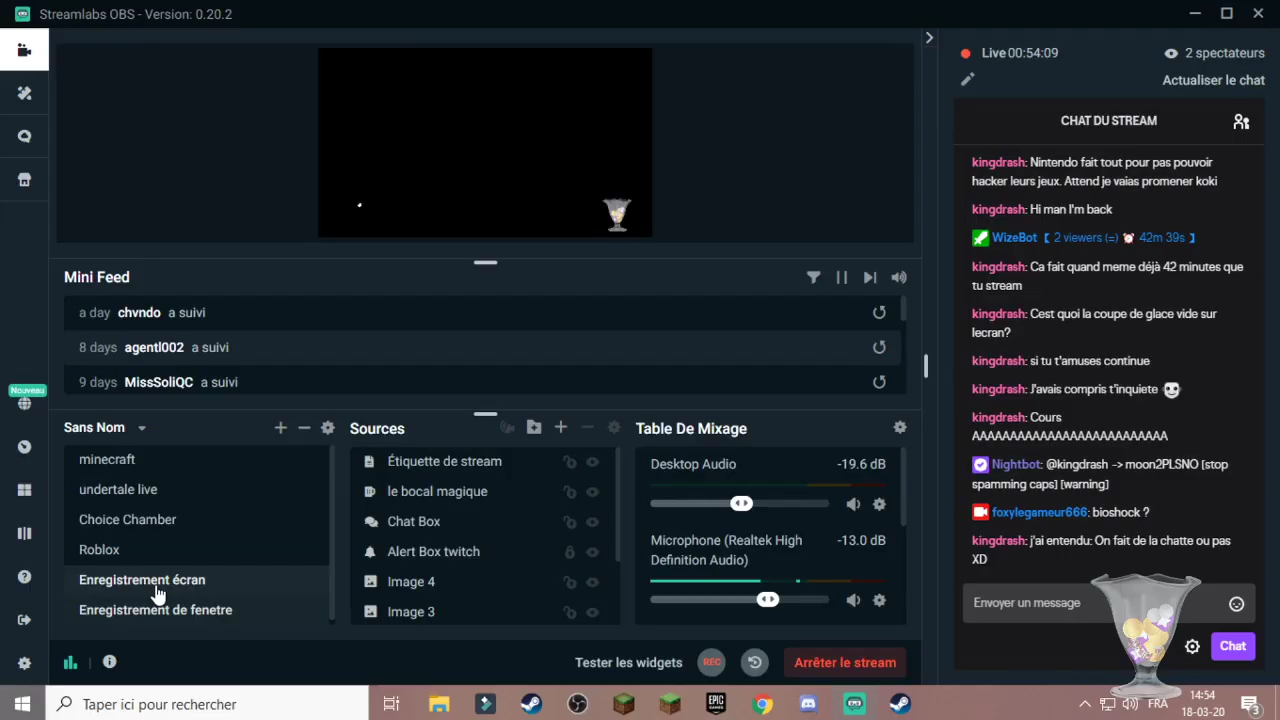 Streamlabs OBS - Version: 0.20.2
Live 00:54:09
2 spectateurs
Actualiser le chat
CHAT DU STREAM
kingdrash: Nintendo fait tout pour pas pouvoir
hacker leurs jeux. Attend je vaias promener koki
kingdrash: Hi man I'm back
WizeBot 【 2 viewers (=) ⏰ 42m 39s 】
kingdrash: Ca fait quand meme déjà 42 minutes que
tu stream
kingdrash: Cest quoi la coupe de glace vide sur
lecran?
kingdrash: si tu t'amuses continue
kingdrash: J'avais compris t'inquiete
kingdrash: Cours
AAAAAAAAAAAAAAAAAAAAAAAAAA
Nightbot: @kingdrash -> moon2PLSNO [stop
spamming caps] [warning]
foxylegameur666: bioshock ?
kingdrash: j'ai entendu: On fait de la chatte ou pas
XD
Envoyer un message
Chat
Mini Feed
a day chvndo a suivi
8 days agentl002 a suivi
9 days MissSoliQC a suivi
Nouveau
Sans Nom
minecraft
undertale live
Choice Chamber
Roblox
Enregistrement écran
Enregistrement de fenetre
Sources
Étiquette de stream
le bocal magique
Chat Box
Alert Box twitch
Image 4
Image 3
Table De Mixage
Desktop Audio -19.6 dB
Microphone (Realtek High
Definition Audio) -13.0 dB
Tester les widgets
REC
Arrêter le stream
Taper ici pour rechercher
EPIC
GAMES
FRA
14:54
18-03-20
3